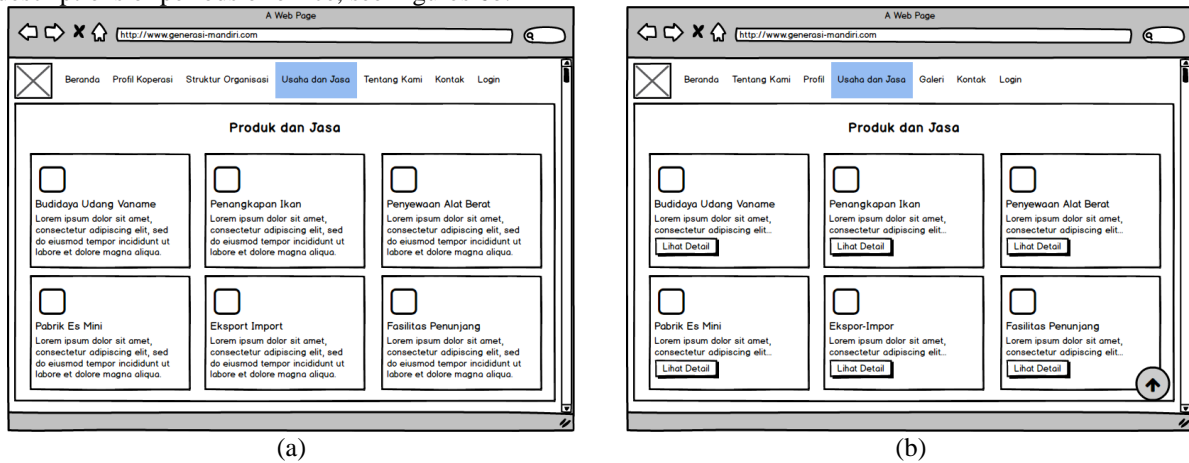 A Web Page
http://www.generasi-mandiri.com
Beranda Profil Koperasi Struktur Organisasi Usaha dan Jasa Tentang Kami Kontak Login
Produk dan Jasa
Budidaya Udang Vaname
Lorem ipsum dolor sit amet,
consectetur adipiscing elit, sed
do eiusmod tempor incididunt ut
labore et dolore magna aliqua.
Penangkapan Ikan
Lorem ipsum dolor sit amet,
consectetur adipiscing elit, sed
do eiusmod tempor incididunt ut
labore et dolore magna aliqua.
Penyewaan Alat Berat
Lorem ipsum dolor sit amet,
consectetur adipiscing elit, sed
do eiusmod tempor incididunt ut
labore et dolore magna aliqua.
Pabrik Es Mini
Lorem ipsum dolor sit amet,
consectetur adipiscing elit, sed
do eiusmod tempor incididunt ut
labore et dolore magna aliqua.
Eksport Import
Lorem ipsum dolor sit amet,
consectetur adipiscing elit, sed
do eiusmod tempor incididunt ut
labore et dolore magna aliqua.
Fasilitas Penunjang
Lorem ipsum dolor sit amet,
consectetur adipiscing elit, sed
do eiusmod tempor incididunt ut
labore et dolore magna aliqua.
(a)
A Web Page
http://www.generasi-mandiri.com
Beranda Tentang Kami Profil Usaha dan Jasa Galeri Kontak Login
Produk dan Jasa
Budidaya Udang Vaname
Lorem ipsum dolor sit amet,
consectetur adipiscing elit...
Lihat Detail
Penangkapan Ikan
Lorem ipsum dolor sit amet,
consectetur adipiscing elit...
Lihat Detail
Penyewaan Alat Berat
Lorem ipsum dolor sit amet,
consectetur adipiscing elit...
Lihat Detail
Pabrik Es Mini
Lorem ipsum dolor sit amet,
consectetur adipiscing elit...
Lihat Detail
Ekspor-Impor
Lorem ipsum dolor sit amet,
consectetur adipiscing elit...
Lihat Detail
Fasilitas Penunjang
Lorem ipsum dolor sit amet,
consectetur adipiscing elit...
Lihat Detail
(b)